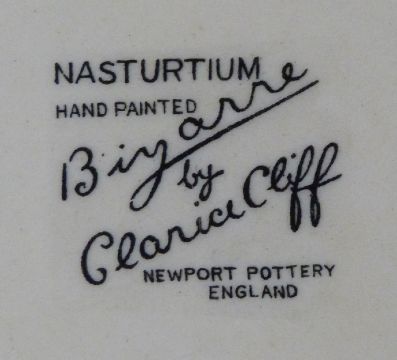 NASTURTIUM
HAND PAINTED
Bizarre
by
Clarice Cliff
NEWPORT POTTERY
ENGLAND